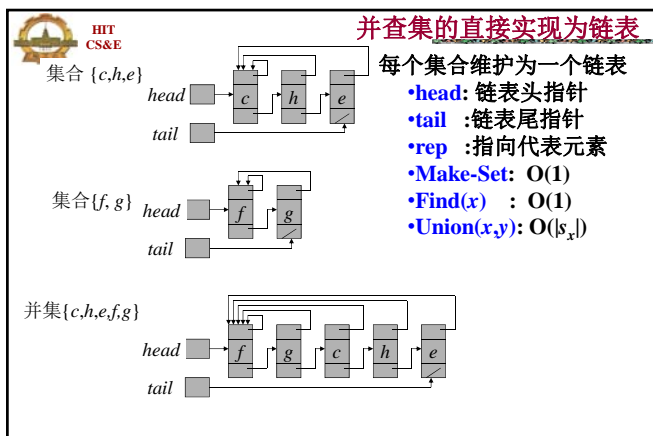 HIT
CS&E
并查集的直接实现为链表
集合 {c,h,e}
head
c
h
e
tail
每个集合维护为一个链表
•head: 链表头指针
•tail :链表尾指针
•rep :指向代表元素
•Make-Set: O(1)
•Find(x) : O(1)
•Union(x,y): O(|sx|)
集合{f, g}
head
f
g
tail
并集{c,h,e,f,g}
head
f
g
c
h
e
tail